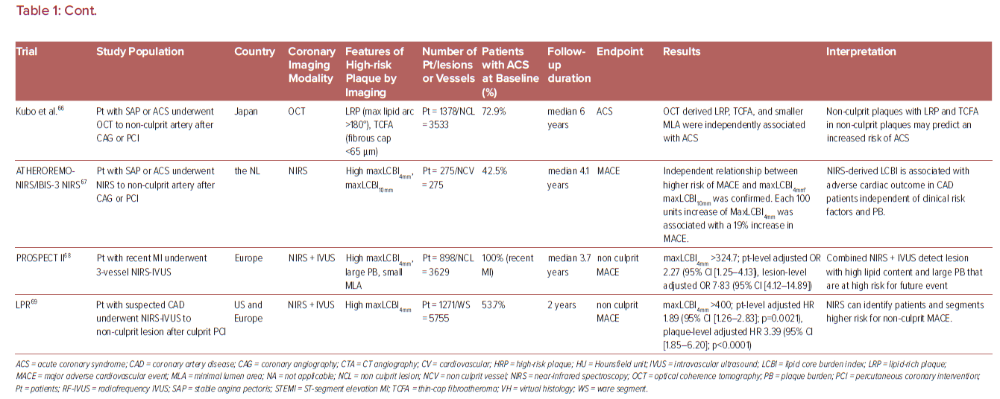 Table 1: Cont.
Trial
Study Population
Country
Coronary
Imaging
Modality
Features of
High-risk
Plaque by
Imaging
Number of
Pt/lesions
or Vessels
Patients
with ACS
at Baseline
(%)
Follow-
up
duration
Endpoint
Results
Interpretation
Kubo et al.66
Pt with SAP or ACS underwent
OCT to non-culprit artery after
CAG or PCI
Japan
OCT
LRP (max lipid arc
>180°), TCFA
(fibrous cap
<65 μm)
Pt = 1378/NCL
= 3533
72.9%
median 6
years
ACS
OCT derived LRP, TCFA, and smaller
MLA were independently associated
with ACS
Non-culprit plaques with LRP and TCFA
in non-culprit plaques may predict an
increased risk of ACS
ATHEROREMO-
NIRS/IBIS-3 NIRS67
Pt with SAP or ACS underwent
NIRS to non-culprit artery after
CAG or PCI
the NL
NIRS
High maxLCBI4mm,
maxLCBI10mm
Pt = 275/NCV
= 275
42.5%
median 4.1
years
MACE
Independent relationship between
higher risk of MACE and maxLCBI4mm,
maxLCBI10mm was confirmed. Each 100
units increase of MaxLCBI4mm was
associated with a 19% increase in
MACE.
NIRS-derived LCBI is associated with
adverse cardiac outcome in CAD
patients independent of clinical risk
factors and PB.
PROSPECT II68
Pt with recent MI underwent
3-vessel NIRS-IVUS
Europe
NIRS + IVUS
High maxLCBI4mm,
large PB, small
MLA
Pt = 898/NCL
= 3629
100% (recent
MI)
median 3.7
years
non culprit
MACE
maxLCBI4mm >324.7; pt-level adjusted OR
2.27 (95% CI [1.25–4.13]), lesion-level
adjusted OR 7·83 (95% CI [4.12–14.89])
Combined NIRS + IVUS detect lesion
with high lipid content and large PB that
are at high risk for future event
LPR69
Pt with suspected CAD
underwent NIRS-IVUS to
non-culprit lesion after culprit PCI
US and
Europe
NIRS + IVUS
High maxLCBI4mm
Pt = 1271/WS
= 5755
53.7%
2 years
non culprit
MACE
maxLCBI4mm >400; pt-level adjusted HR
1.89 (95% CI [1.26–2.83]; p=0.0021),
plaque-level adjusted HR 3.39 (95% CI
[1.85–6.20]; p<0.0001)
NIRS can identify patients and segments
higher risk for non-culprit MACE.
ACS = acute coronary syndrome; CAD = coronary artery disease; CAG = coronary angiography; CTA = CT angiography; CV = cardiovascular; HRP = high-risk plaque; HU = Hounsfield unit; IVUS = intravascular ultrasound; LCBI = lipid core burden index; LRP = lipid-rich plaque;
MACE = major adverse cardiovascular event; MLA = minimal lumen area; NA = not applicable; NCL = non culprit lesion; NCV = non culprit vessel; NIRS = near-infrared spectroscopy; OCT = optical coherence tomography; PB = plaque burden; PCI = percutaneous coronary intervention;
Pt = patients; RF-IVUS = radiofrequency IVUS; SAP = stable angina pectoris; STEMI = ST-segment elevation MI; TCFA = thin-cap fibroatheroma; VH = virtual histology; WS = ware segment.